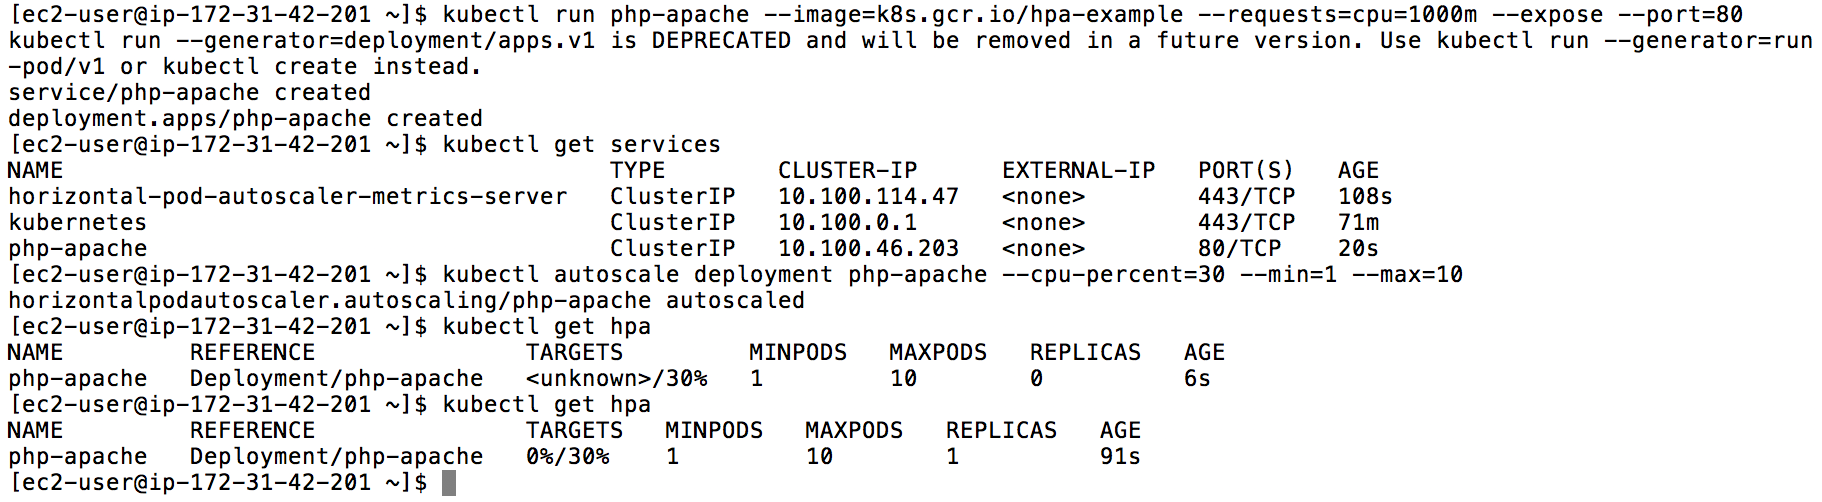 [ec2-user@ip-172-31-42-201 ~]$ kubectl run php-apache --image=k8s.gcr.io/hpa-example --requests=cpu=1000m --expose --port=80
kubectl run --generator=deployment/apps.v1 is DEPRECATED and will be removed in a future version. Use kubectl run --generator=run
-pod/v1 or kubectl create instead.
service/php-apache created
deployment.apps/php-apache created
[ec2-user@ip-172-31-42-201 ~]$ kubectl get services
NAME                                       TYPE        CLUSTER-IP      EXTERNAL-IP   PORT(S)   AGE
horizontal-pod-autoscaler-metrics-server   ClusterIP   10.100.114.47   <none>        443/TCP   108s
kubernetes                                 ClusterIP   10.100.0.1      <none>        443/TCP   71m
php-apache                                 ClusterIP   10.100.46.203   <none>        80/TCP    20s
[ec2-user@ip-172-31-42-201 ~]$ kubectl autoscale deployment php-apache --cpu-percent=30 --min=1 --max=10
horizontalpodautoscaler.autoscaling/php-apache autoscaled
[ec2-user@ip-172-31-42-201 ~]$ kubectl get hpa
NAME         REFERENCE               TARGETS         MINPODS   MAXPODS   REPLICAS   AGE
php-apache   Deployment/php-apache   <unknown>/30%   1         10        0          6s
[ec2-user@ip-172-31-42-201 ~]$ kubectl get hpa
NAME         REFERENCE               TARGETS   MINPODS   MAXPODS   REPLICAS   AGE
php-apache   Deployment/php-apache   0%/30%    1         10        1          91s
[ec2-user@ip-172-31-42-201 ~]$